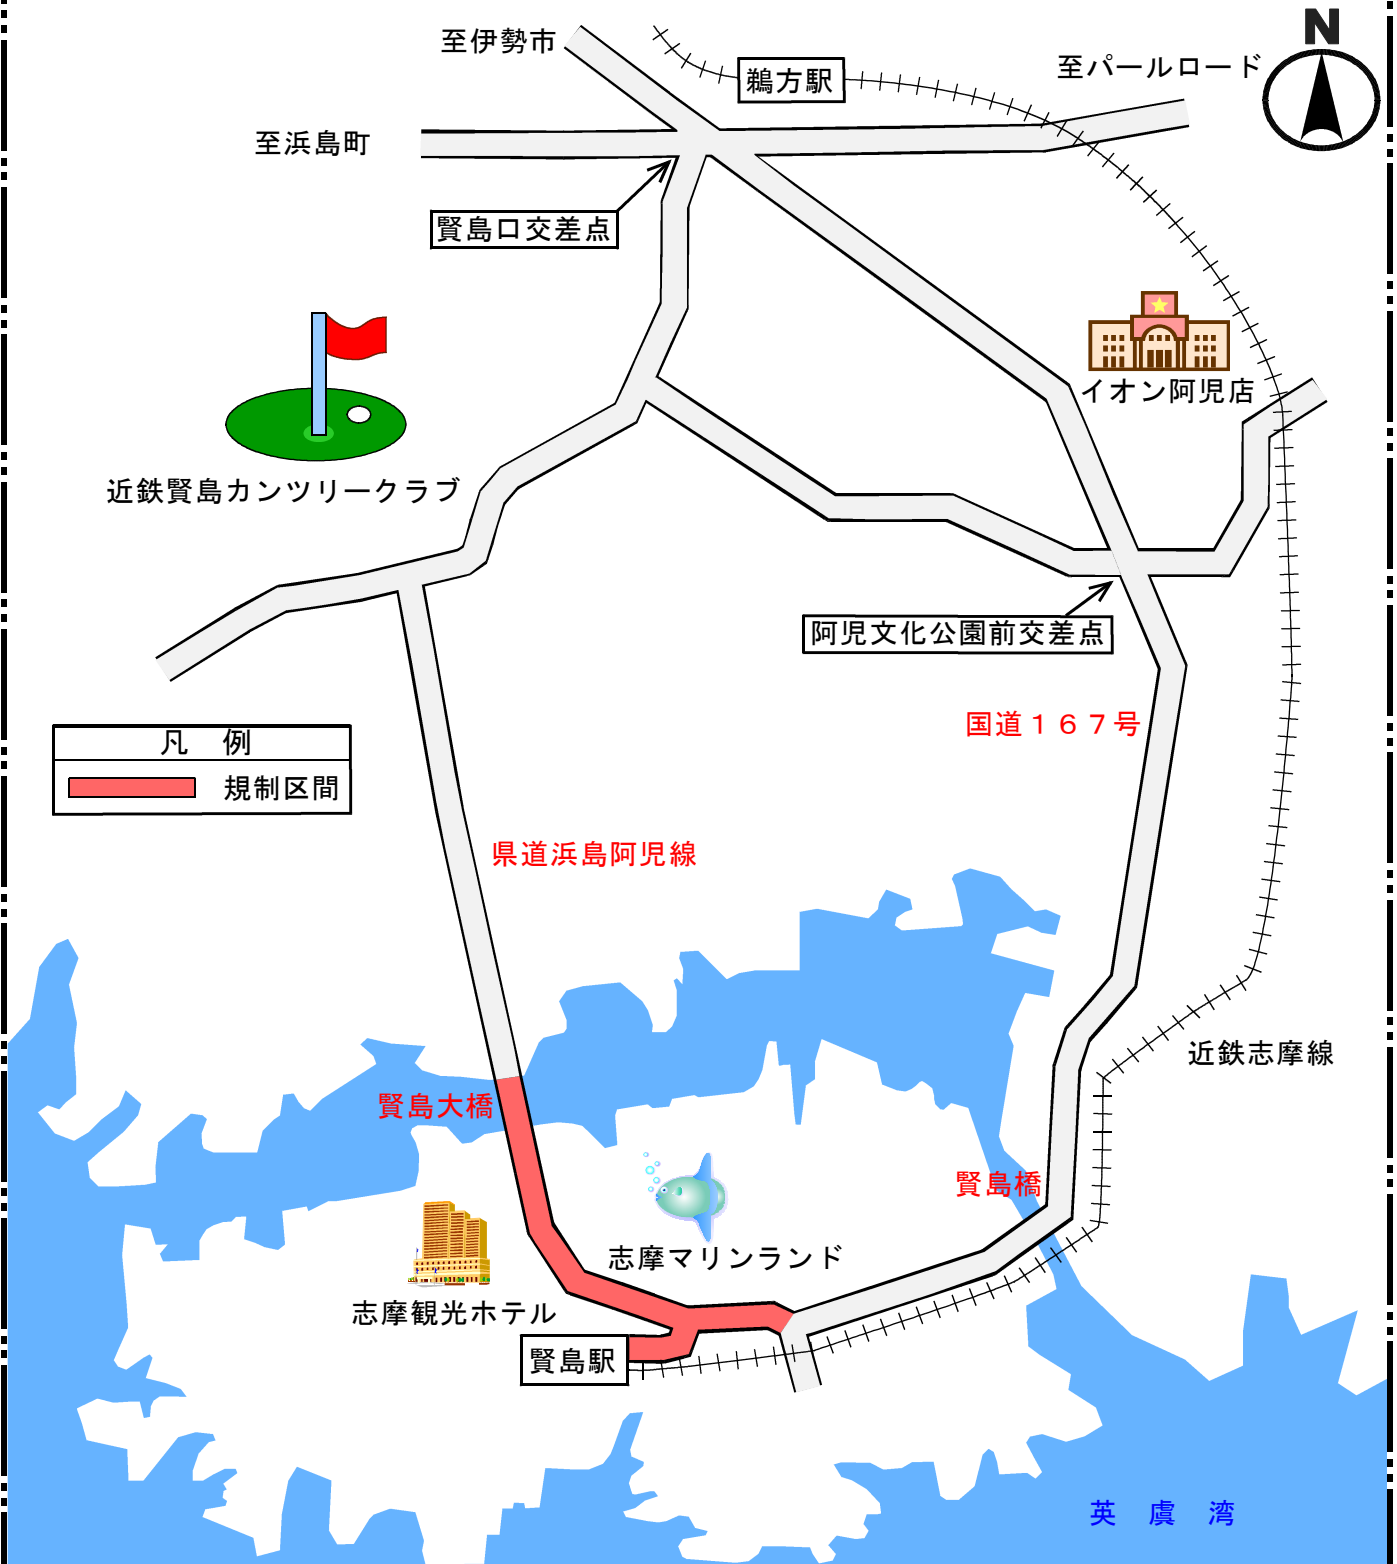 至伊勢市
N
鵜方駅
至パールロード
至浜島町
賢島口交差点
イオン阿児店
近鉄賢島カンツリークラブ
阿児文化公園前交差点
国道１６７号
凡　例
規制区間
県道浜島阿児線
近鉄志摩線
賢島大橋
賢島橋
志摩マリンランド
志摩観光ホテル
賢島駅
英　虞　湾